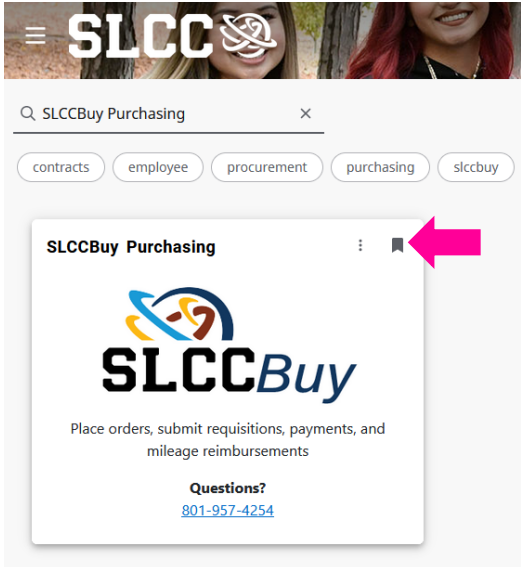 SLCC
SLCCBuy Purchasing
contracts employee procurement purchasing slccbuy
SLCCBuy Purchasing
SLCCBuy
Place orders, submit requisitions, payments, and
mileage reimbursements
Questions?
801-957-4254